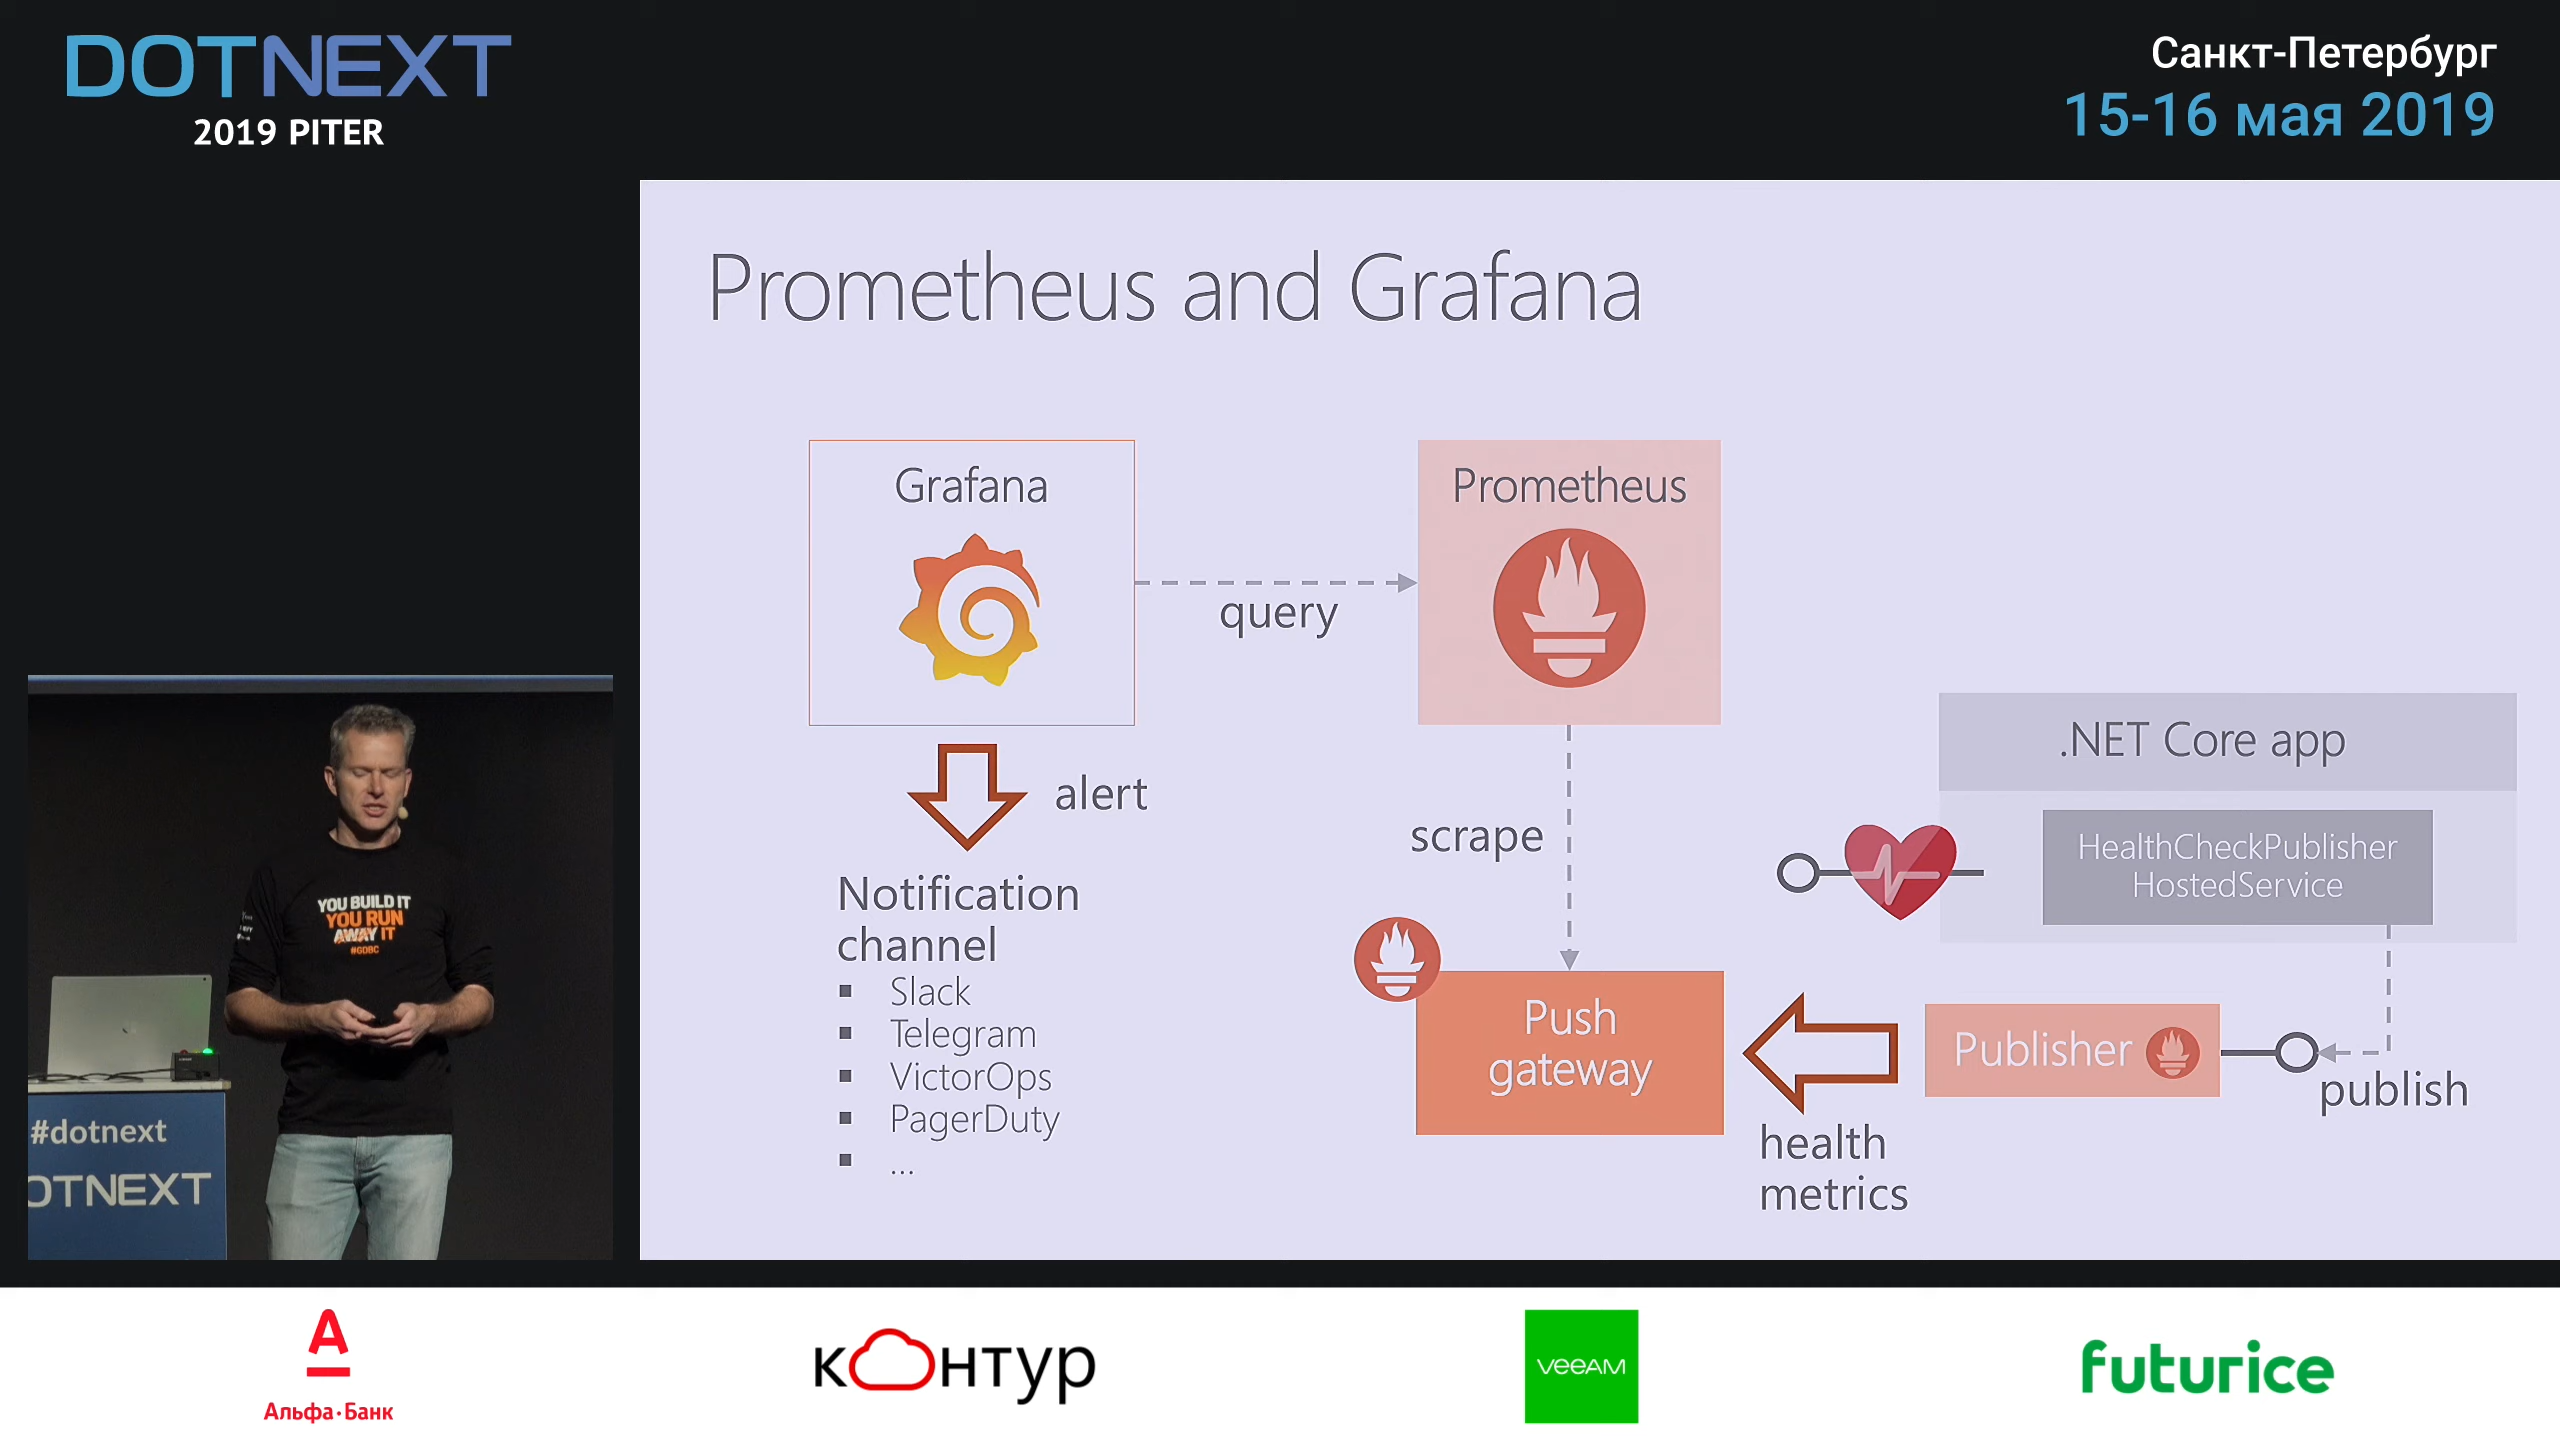 DOTNEXT
2019 PITER
Санкт-Петербург
15-16 мая 2019
Prometheus and Grafana
Grafana
query
Prometheus
alert
Notification
channel
Slack
Telegram
VictorOps
PagerDuty
...
scrape
Push
gateway
health
metrics
.NET Core app
HealthCheckPublisher
HostedService
Publisher
publish
YOU BUILD IT
YOU RUN
AWAY IT
#GDBC
#dotnext
OTNEXT
Альфа·Банк
контур
veeAM
futurice